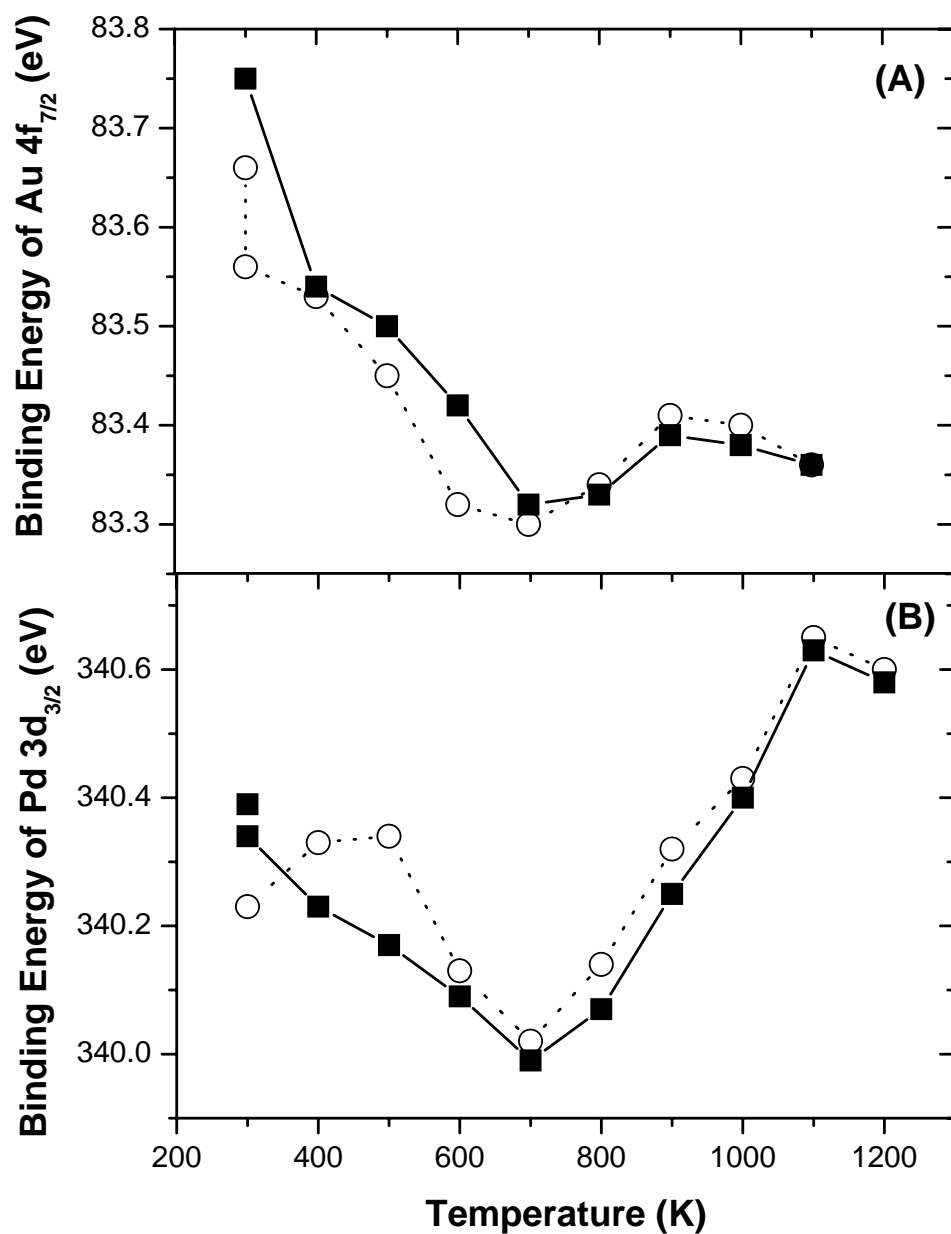 (A)
Binding Energy of Au 4f7/2 (eV)
83.8
83.7
83.6
83.5
83.4
83.3
(B)
Binding Energy of Pd 3d3/2 (eV)
340.6
340.4
340.2
340.0
200 400 600 800 1000 1200
Temperature (K)